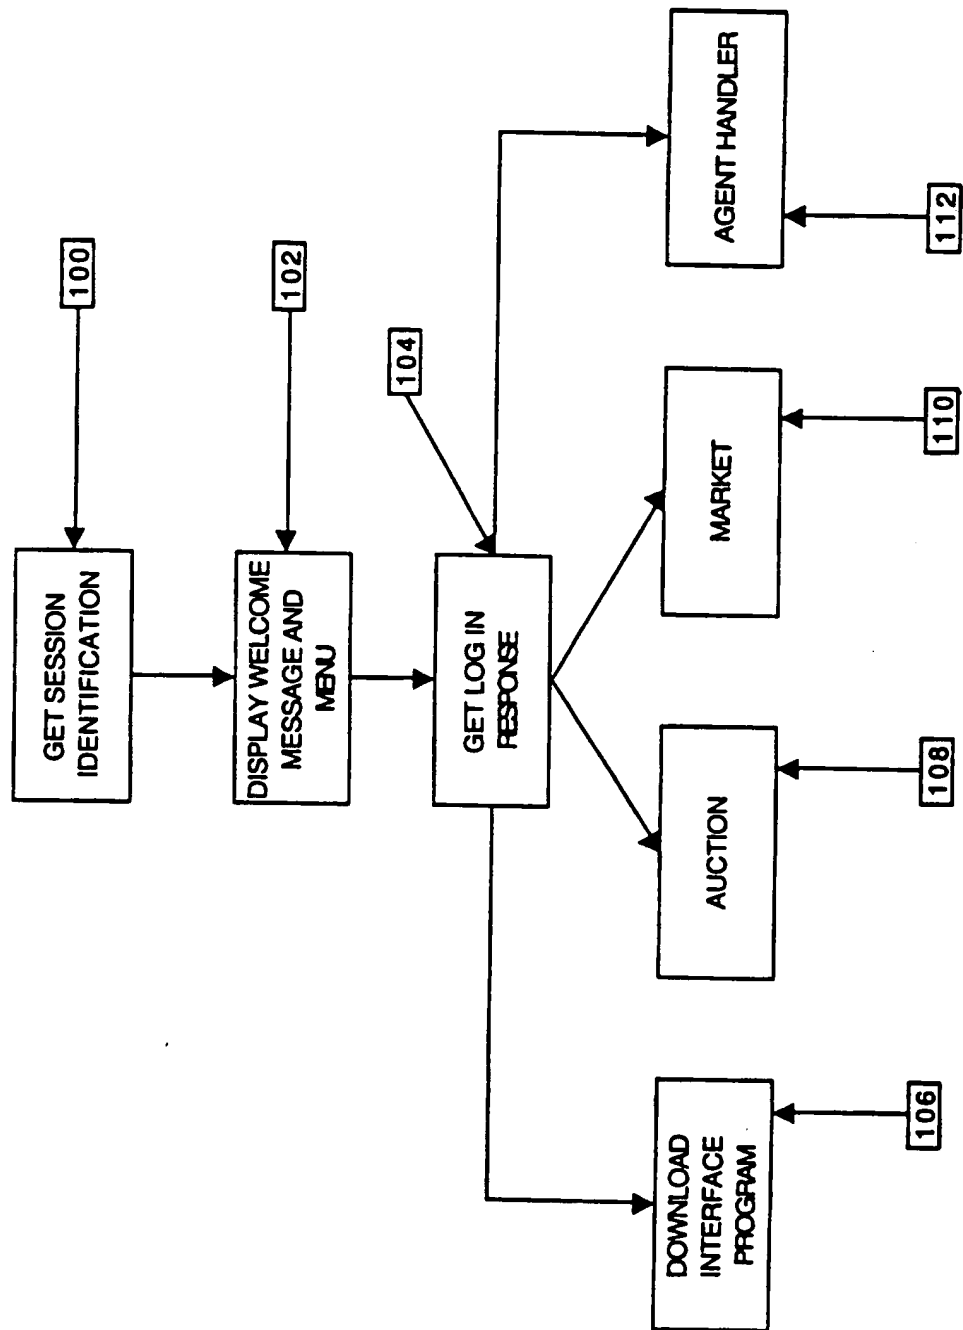 GET SESSION
IDENTIFICATION
100
DISPLAY WELCOME
MESSAGE AND
MENU
102
GET LOG IN
RESPONSE
104
DOWNLOAD
INTERFACE
PROGRAM
106
AUCTION
108
MARKET
110
AGENT HANDLER
112